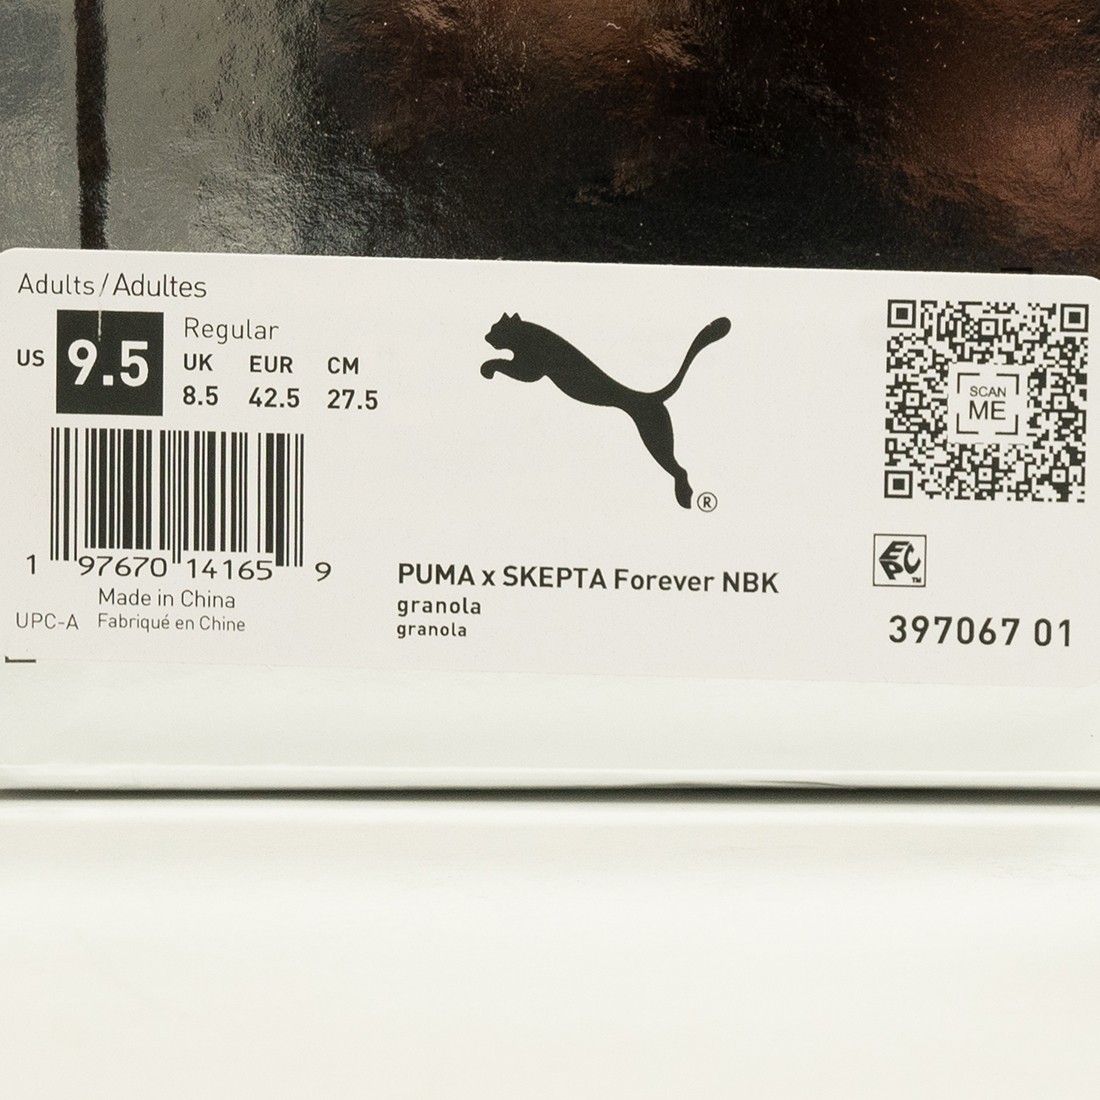 Adults/Adultes
US 9.5
Regular
UK EUR CM
8.5 42.5 27.5
1 97670 14165 9
Made in China
UPC-A Fabriqué en Chine
®
PUMA x SKEPTA Forever NBK
granola
granola
SCAN
ME
EPC™
397067 01